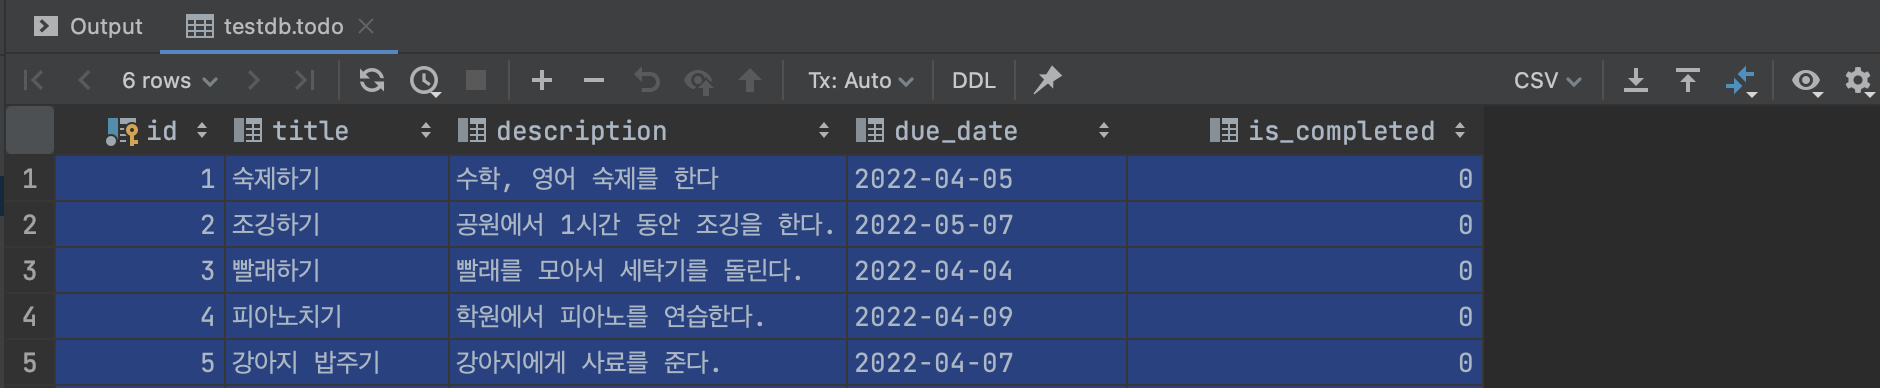 Output testdb.todo
6 rows Tx: Auto DDL CSV
id title description due_date is_completed
1 1 숙제하기 수학, 영어 숙제를 한다 2022-04-05 0
2 2 조깅하기 공원에서 1시간 동안 조깅을 한다. 2022-05-07 0
3 3 빨래하기 빨래를 모아서 세탁기를 돌린다. 2022-04-04 0
4 4 피아노치기 학원에서 피아노를 연습한다. 2022-04-09 0
5 5 강아지 밥주기 강아지에게 사료를 준다. 2022-04-07 0